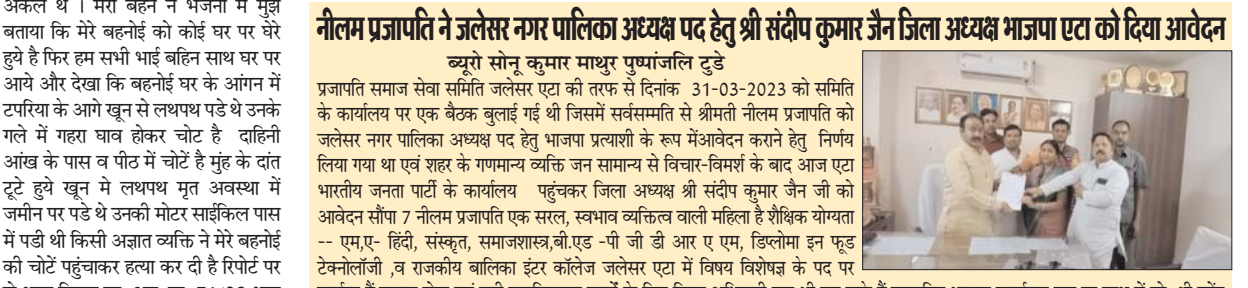 अकेले थे । मेरी बहन ने भजनों में मुझे
बताया कि मेरे बहनोई को कोई घर पर घेरे
हुये है फिर हम सभी भाई बहिन साथ घर पर
आये और देखा कि बहनोई घर के आंगन में
टपरिया के आगे खून से लथपथ पडे थे उनके
गले में गहरा घाव होकर चोट है दाहिनी
आंख के पास व पीठ में चोटें है मुंह के दांत
टूटे हुये खून मे लथपथ मृत अवस्था में
जमीन पर पडे थे उनकी मोटर साईकिल पास
में पडी थी किसी अज्ञात व्यक्ति ने मेरे बहनोई
की चोटें पहुंचाकर हत्या कर दी है रिपोर्ट पर
नीलम प्रजापति ने जलेसर नगर पालिका अध्यक्ष पद हेतु श्री संदीप कुमार जैन जिला अध्यक्ष भाजपा एटा को दिया आवेदन
ब्यूरो सोनू कुमार माथुर पुष्पांजलि टुडे
प्रजापति समाज सेवा समिति जलेसर एटा की तरफ से दिनांक 31-03-2023 को समिति
के कार्यालय पर एक बैठक बुलाई गई थी जिसमें सर्वसम्मति से श्रीमती नीलम प्रजापति को
जलेसर नगर पालिका अध्यक्ष पद हेतु भाजपा प्रत्याशी के रूप मेंआवेदन कराने हेतु निर्णय
लिया गया था एवं शहर के गणमान्य व्यक्ति जन सामान्य से विचार-विमर्श के बाद आज एटा
भारतीय जनता पार्टी के कार्यालय पहुंचकर जिला अध्यक्ष श्री संदीप कुमार जैन जी को
आवेदन सौंपा 7 नीलम प्रजापति एक सरल, स्वभाव व्यक्तित्व वाली महिला है शैक्षिक योग्यता
-- एम,ए- हिंदी, संस्कृत, समाजशास्त्र,बी.एड -पी जी डी आर ए एम, डिप्लोमा इन फूड
टेक्नोलॉजी ,व राजकीय बालिका इंटर कॉलेज जलेसर एटा में विषय विशेषज्ञ के पद पर